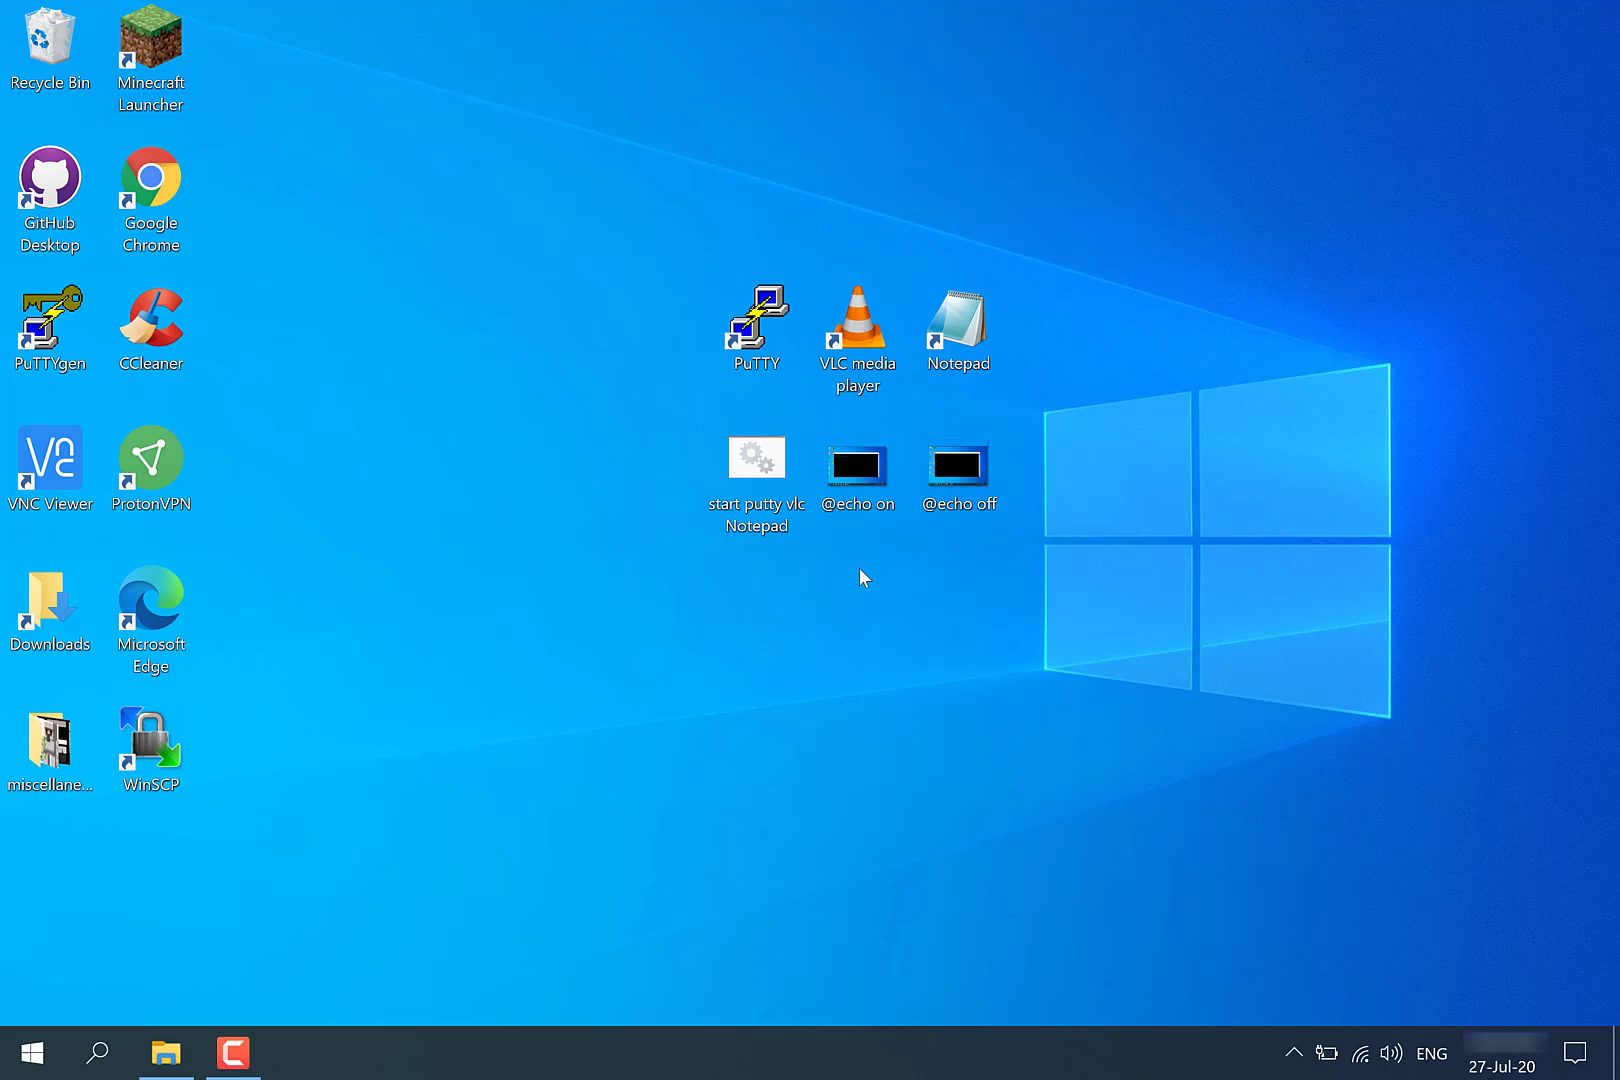 Recycle Bin
Minecraft
Launcher
GitHub
Desktop
Google
Chrome
PuTTYgen
CCleaner
PuTTY
VLC media
player
Notepad
VNC Viewer
ProtonVPN
start putty vlc
Notepad
@echo on
@echo off
Downloads
Microsoft
Edge
miscellane...
WinSCP
ENG
27-Jul-20